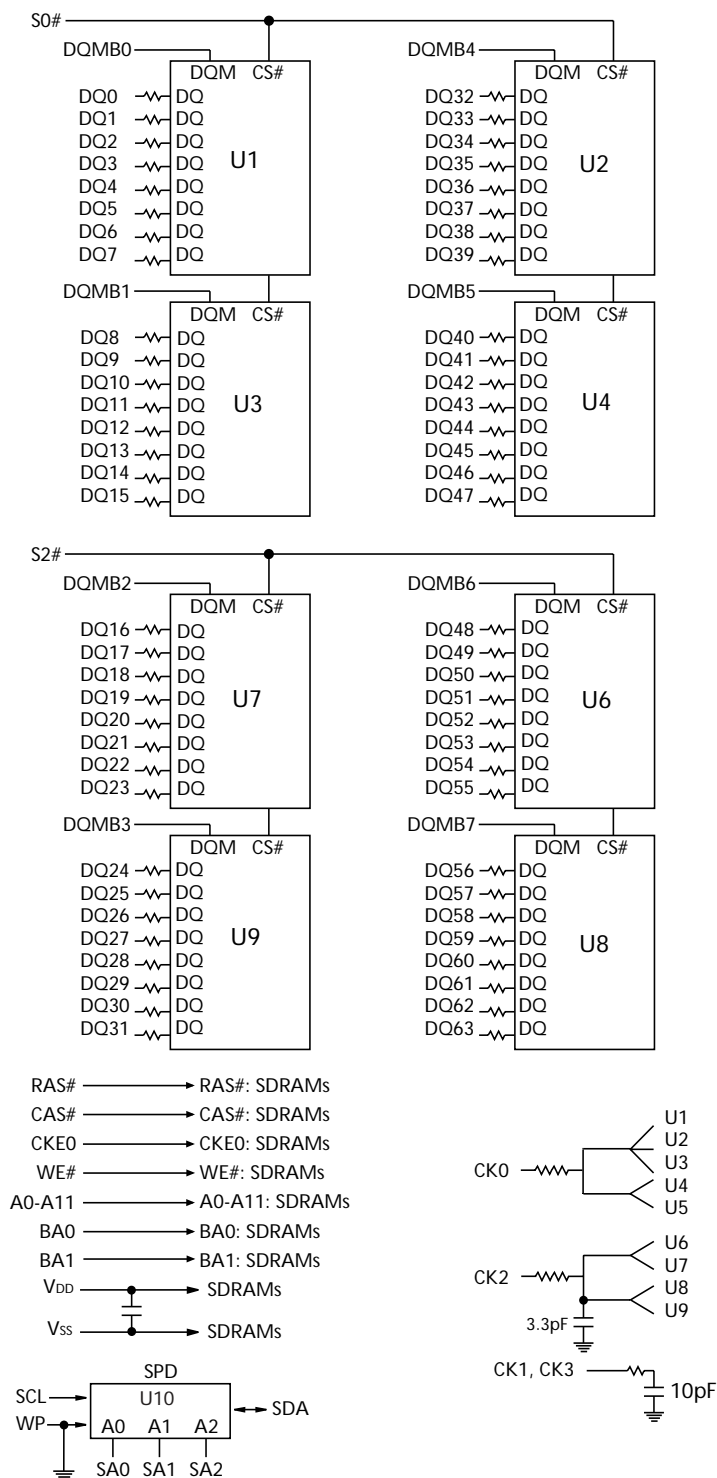 S0#
DQMB0 DQMB4
DQM CS# DQM CS#
DQ0 DQ DQ32 DQ
DQ1 DQ DQ33 DQ
DQ2 DQ DQ34 DQ
DQ3 DQ U1 DQ35 DQ U2
DQ4 DQ DQ36 DQ
DQ5 DQ DQ37 DQ
DQ6 DQ DQ38 DQ
DQ7 DQ DQ39 DQ
DQMB1 DQMB5
DQM CS# DQM CS#
DQ8 DQ DQ40 DQ
DQ9 DQ DQ41 DQ
DQ10 DQ DQ42 DQ
DQ11 DQ U3 DQ43 DQ U4
DQ12 DQ DQ44 DQ
DQ13 DQ DQ45 DQ
DQ14 DQ DQ46 DQ
DQ15 DQ DQ47 DQ
S2#
DQMB2 DQMB6
DQM CS# DQM CS#
DQ16 DQ DQ48 DQ
DQ17 DQ DQ49 DQ
DQ18 DQ DQ50 DQ
DQ19 DQ U7 DQ51 DQ U6
DQ20 DQ DQ52 DQ
DQ21 DQ DQ53 DQ
DQ22 DQ DQ54 DQ
DQ23 DQ DQ55 DQ
DQMB3 DQMB7
DQM CS# DQM CS#
DQ24 DQ DQ56 DQ
DQ25 DQ DQ57 DQ
DQ26 DQ DQ58 DQ
DQ27 DQ U9 DQ59 DQ U8
DQ28 DQ DQ60 DQ
DQ29 DQ DQ61 DQ
DQ30 DQ DQ62 DQ
DQ31 DQ DQ63 DQ
RAS# RAS#: SDRAMs
CAS# CAS#: SDRAMs
CKE0 CKE0: SDRAMs
WE# WE#: SDRAMs
A0-A11 A0-A11: SDRAMs
BA0 BA0: SDRAMs
BA1 BA1: SDRAMs
VDD SDRAMs
Vss SDRAMs
SPD
U10
SCL
SDA
WP A0 A1 A2
SA0 SA1 SA2
U1
U2
CK0 U3
U4
U5
U6
U7
CK2 U8
U9
3.3pF
CK1, CK3
10pF